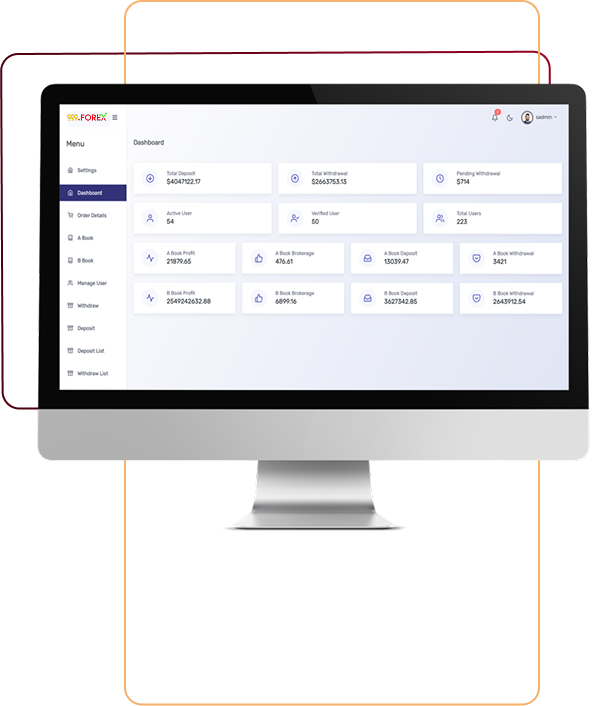 999.FOREX
sadmin
Menu
Settings
Dashboard
Order Details
A Book
B Book
Manage User
Withdraw
Deposit
Deposit List
Withdraw List
Dashboard
Total Deposit
$4047122.17
Total Withdrawal
$2663753.13
Pending Withdrawal
$714
Active User
54
Verified User
50
Total Users
223
A Book Profit
21879.65
A Book Brokerage
476.61
A Book Deposit
13039.47
A Book Withdrawal
3421
B Book Profit
2549242632.88
B Book Brokerage
6899.16
B Book Deposit
3627342.85
B Book Withdrawal
2643912.54